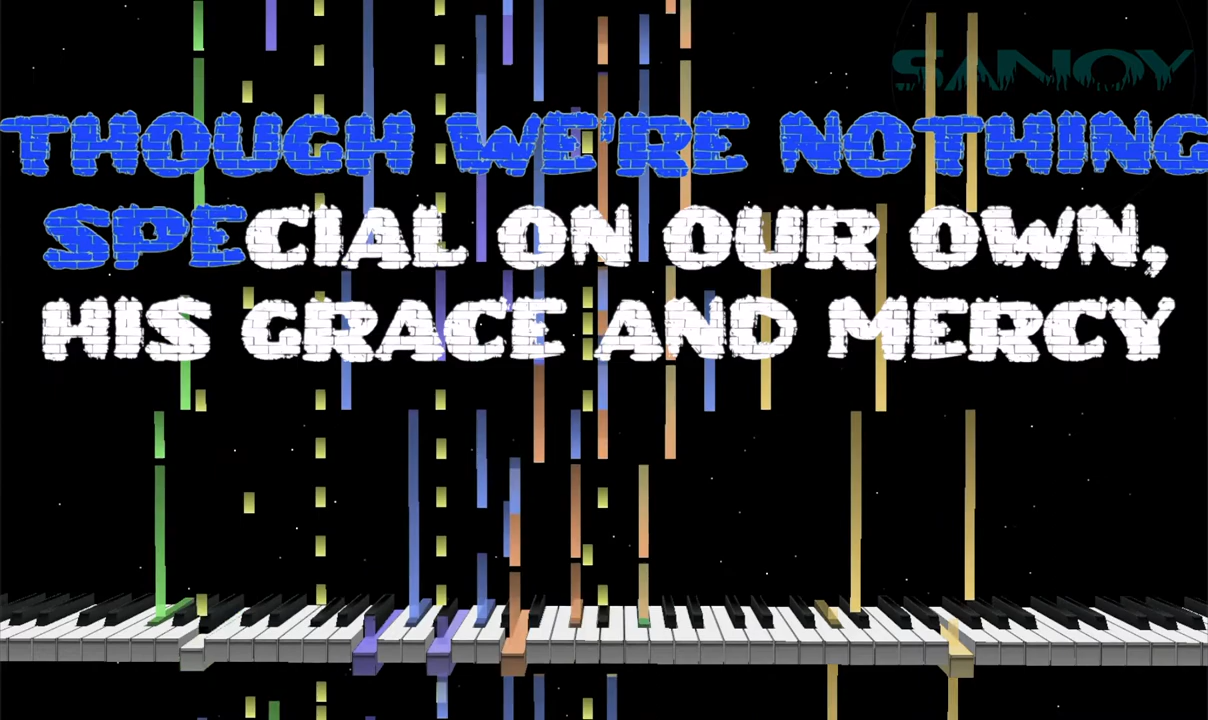 SANOY
THOUGH WE'RE NOTHING
SPECIAL ON OUR OWN,
HIS GRACE AND MERCY